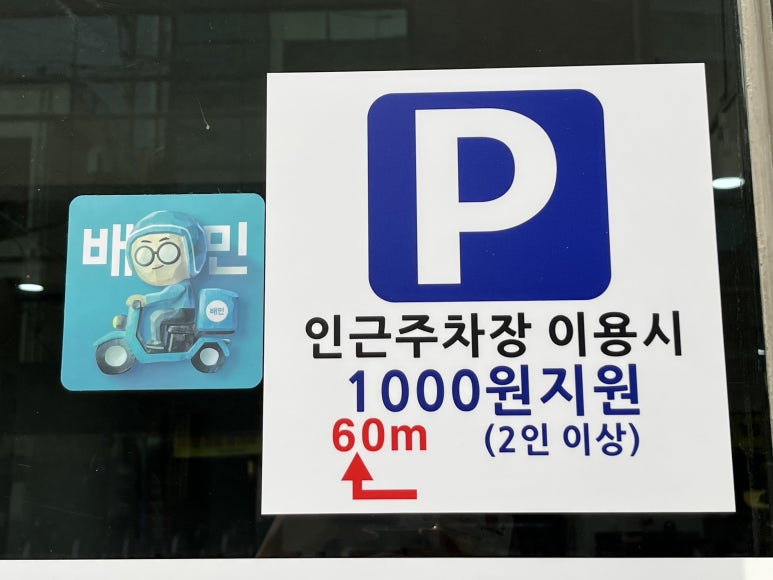 배민
배민
P
인근주차장 이용시
1000원지원
60m (2인 이상)